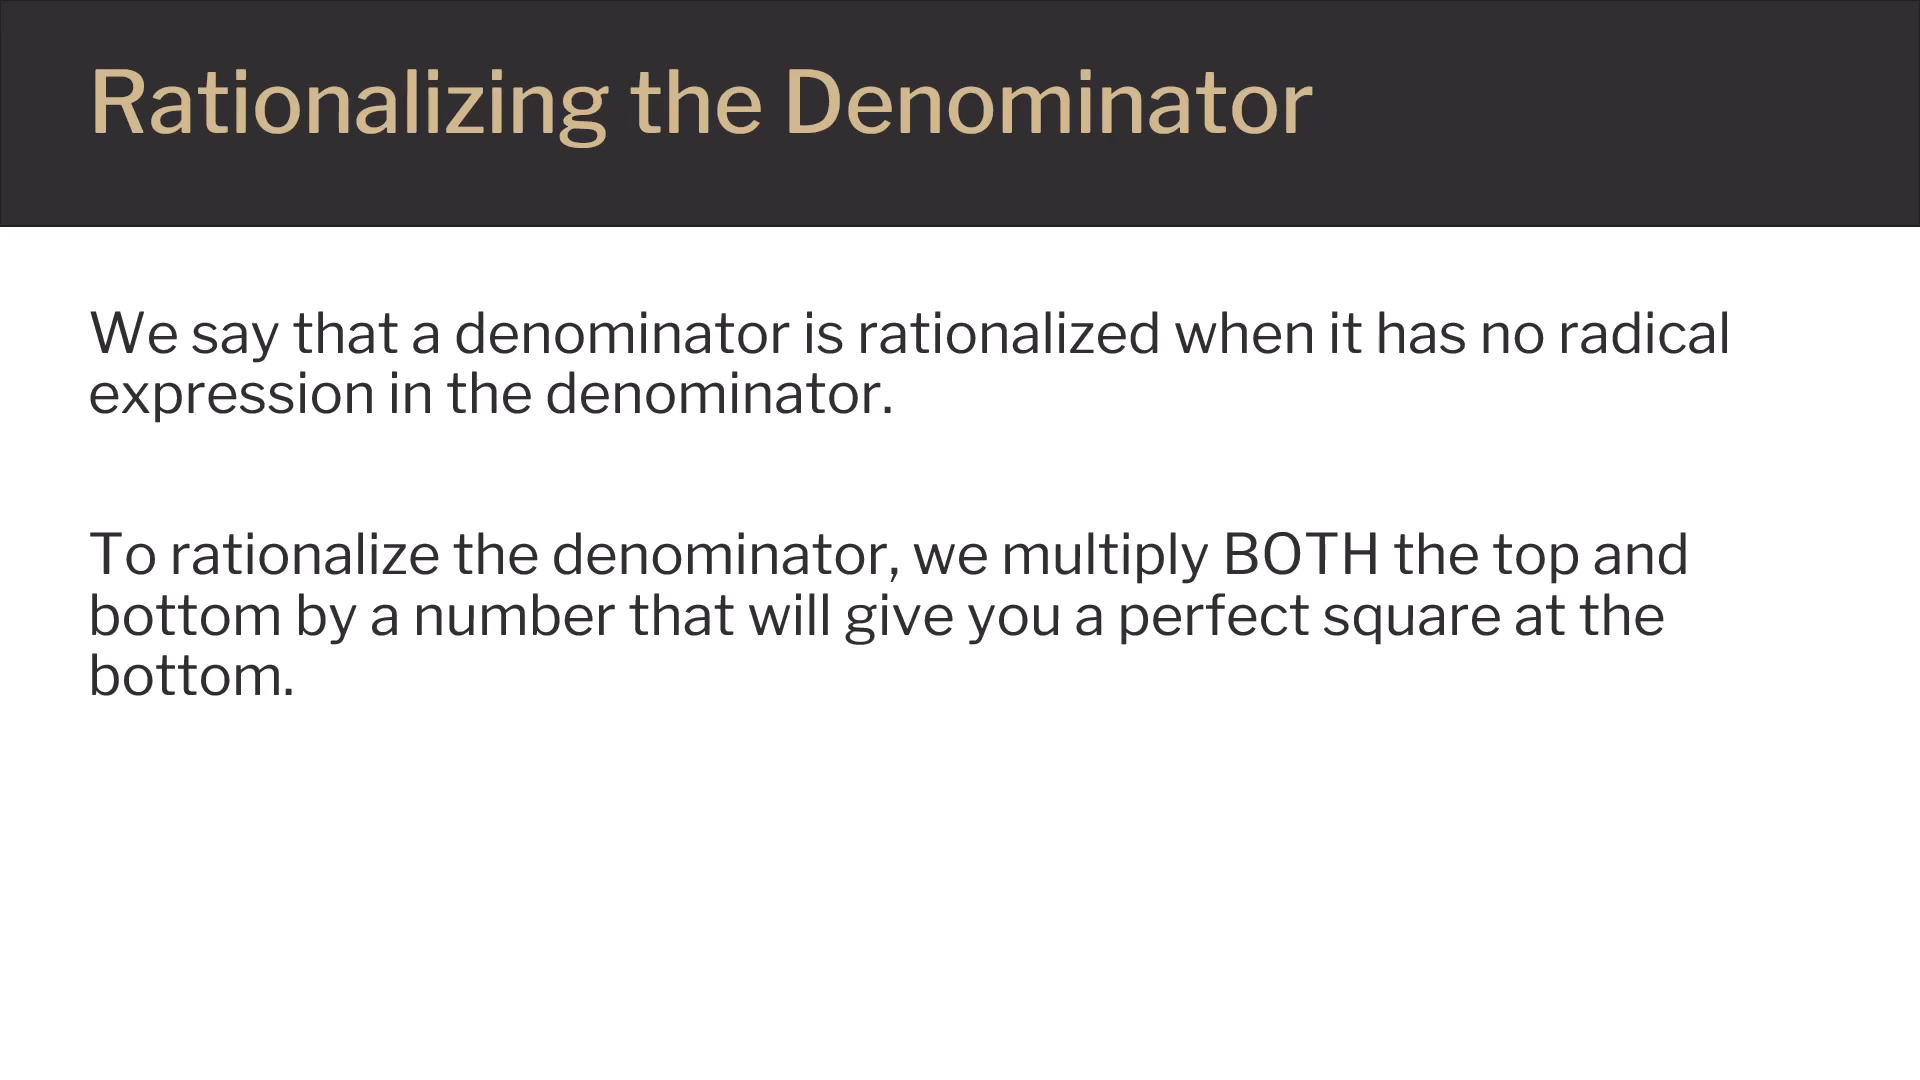 Rationalizing the Denominator
We say that a denominator is rationalized when it has no radical
expression in the denominator.
To rationalize the denominator, we multiply BOTH the top and
bottom by a number that will give you a perfect square at the
bottom.